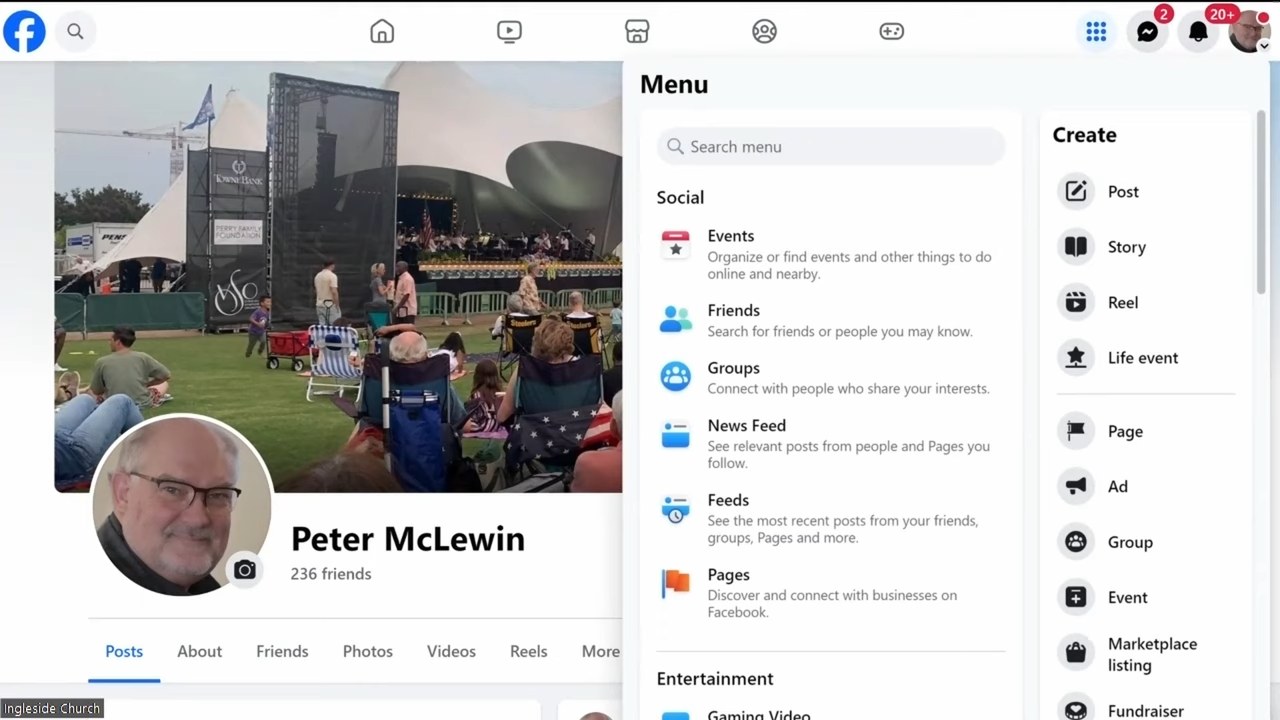 2
20+
TOWNEBANK
PERRY FAMILY
FOUNDATION
PENS
VSO
Steelers
Steelers
Peter McLewin
236 friends
Posts
About
Friends
Photos
Videos
Reels
More
Ingleside Church
Menu
Search menu
Social
Events
Organize or find events and other things to do
online and nearby.
Friends
Search for friends or people you may know.
Groups
Connect with people who share your interests.
News Feed
See relevant posts from people and Pages you
follow.
Feeds
See the most recent posts from your friends,
groups, Pages and more.
Pages
Discover and connect with businesses on
Facebook.
Entertainment
Gaming Video
Create
Post
Story
Reel
Life event
Page
Ad
Group
Event
Marketplace
listing
Fundraiser